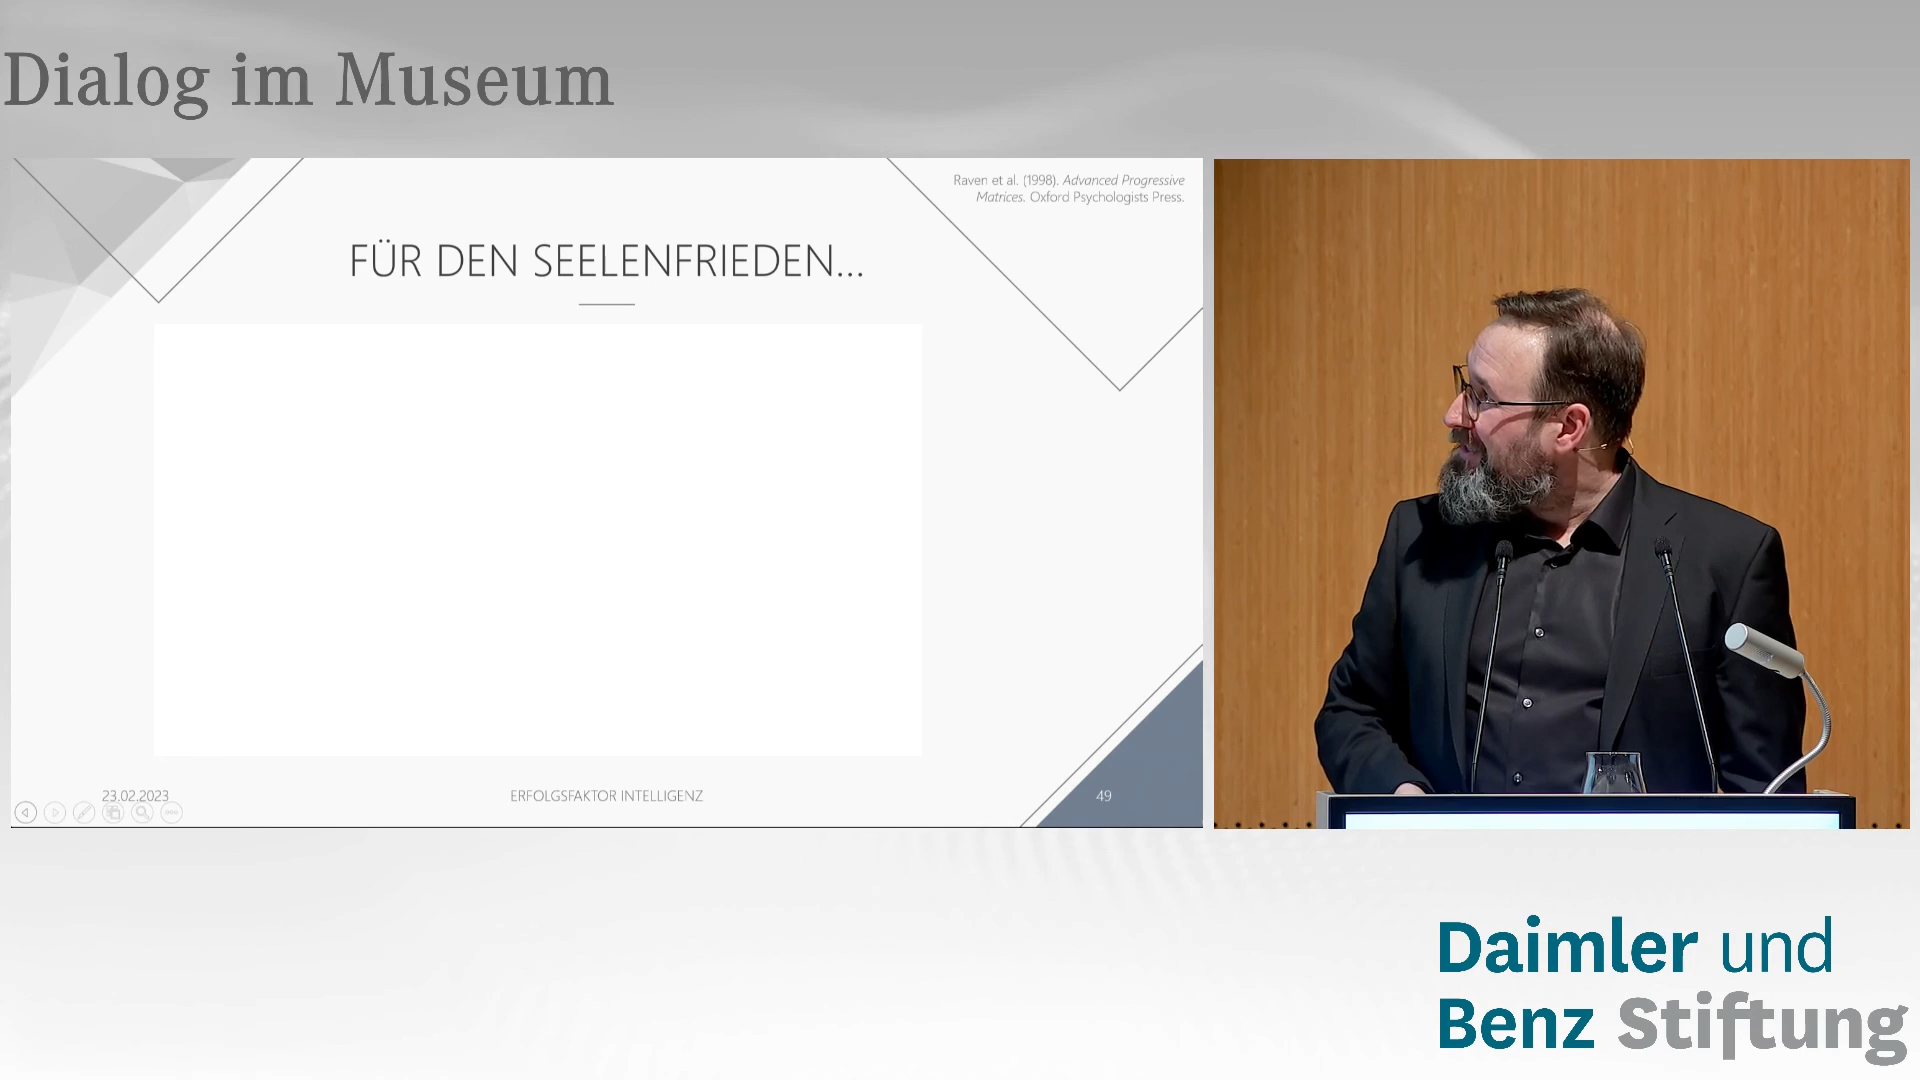 Dialog im Museum
Raven et al. (1998). Advanced Progressive
Matrices. Oxford Psychologists Press.
FÜR DEN SEELENFRIEDEN...
23.02.2023
ERFOLGSFAKTOR INTELLIGENZ
49
Daimler und
Benz Stiftung